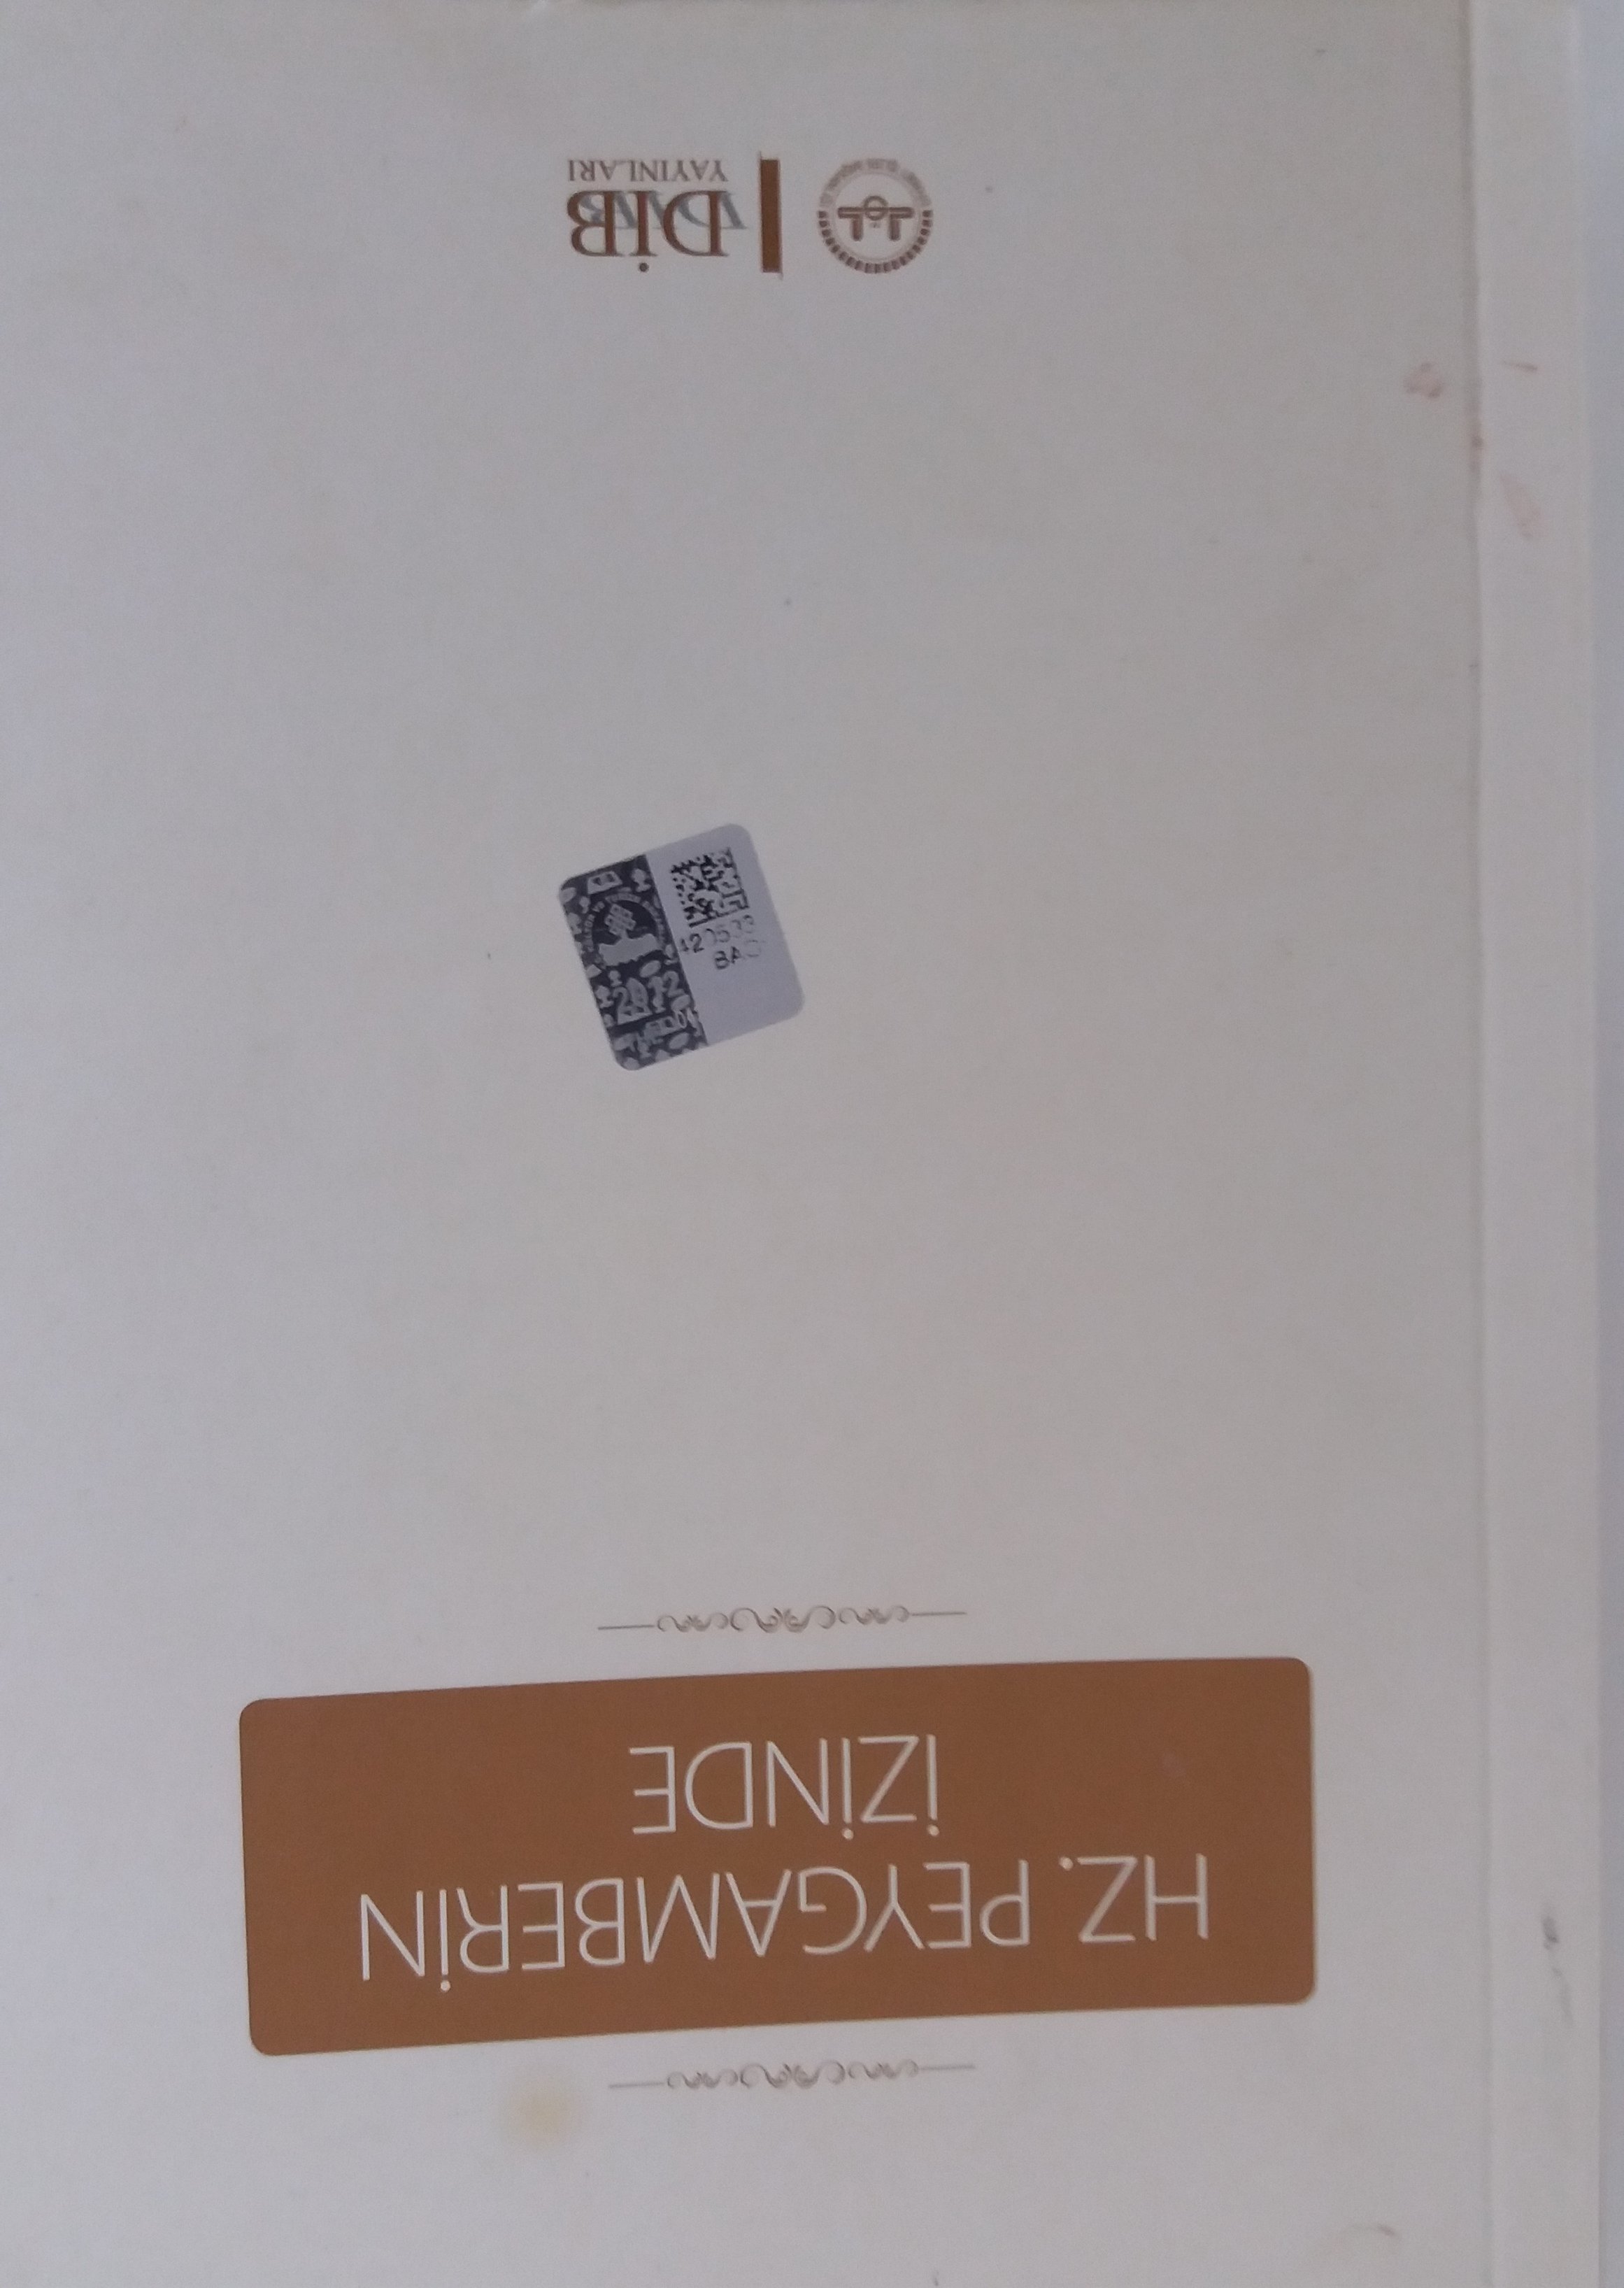 HZ. PEYGAMBERİN
İZİNDE
DİB
YAYINLARI